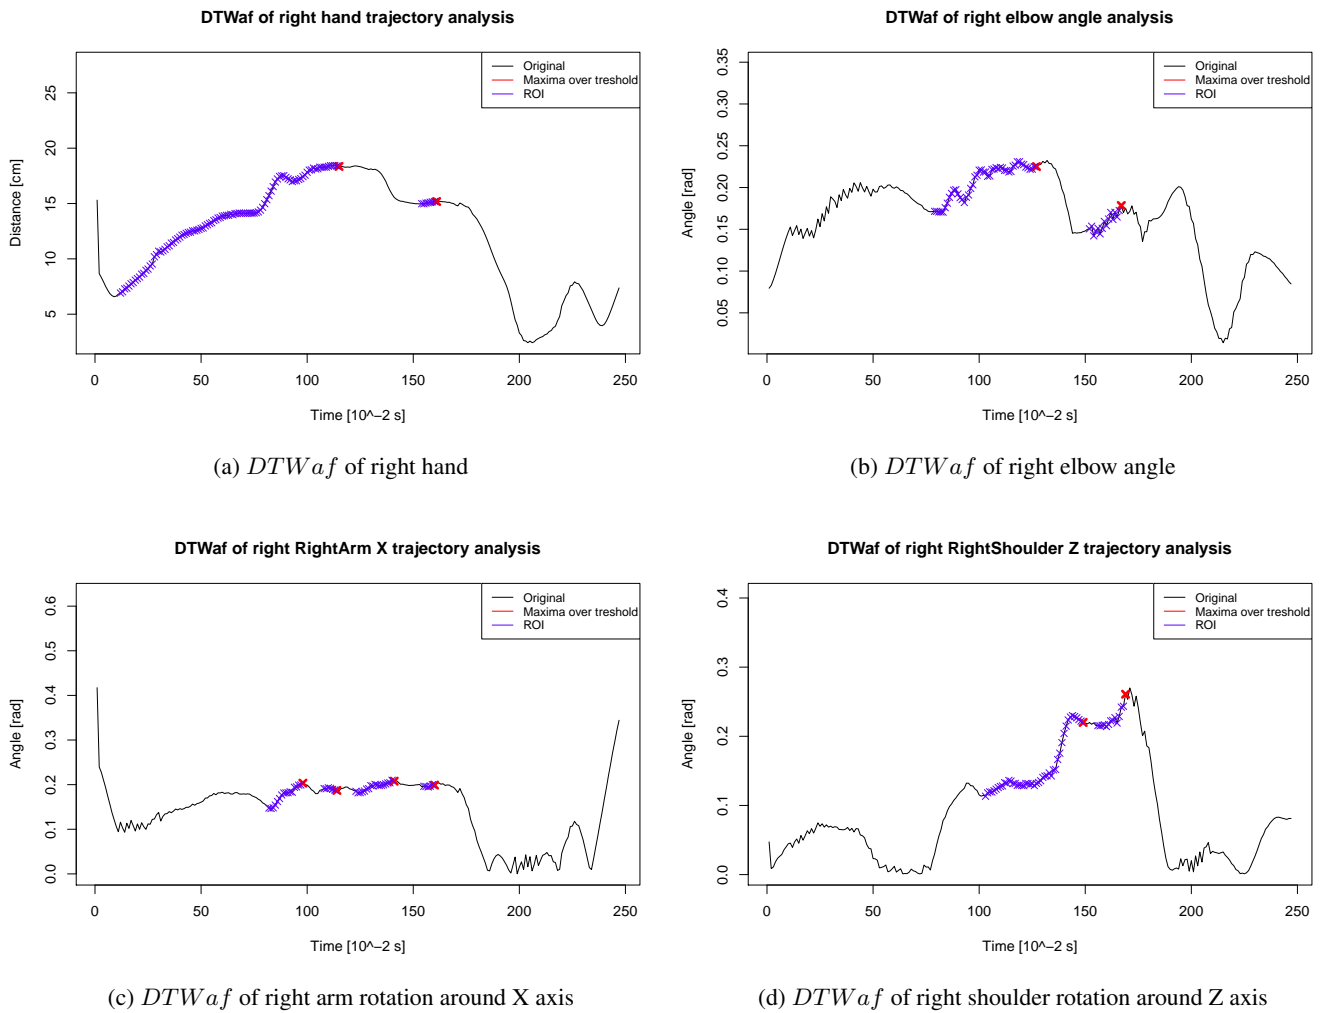 DTWaf of right hand trajectory analysis
Distance [cm]
25
20
15
10
5
Original
Maxima over treshold
ROI
0 50 100 150 200 250
Time [10^−2 s]
(a) DTWaf of right hand
DTWaf of right elbow angle analysis
Angle [rad]
0.35
0.30
0.25
0.20
0.15
0.10
0.05
Original
Maxima over treshold
ROI
0 50 100 150 200 250
Time [10^−2 s]
(b) DTWaf of right elbow angle
DTWaf of right RightArm X trajectory analysis
Angle [rad]
0.6
0.5
0.4
0.3
0.2
0.1
0.0
Original
Maxima over treshold
ROI
0 50 100 150 200 250
Time [10^−2 s]
(c) DTWaf of right arm rotation around X axis
DTWaf of right RightShoulder Z trajectory analysis
Angle [rad]
0.4
0.3
0.2
0.1
0.0
Original
Maxima over treshold
ROI
0 50 100 150 200 250
Time [10^−2 s]
(d) DTWaf of right shoulder rotation around Z axis